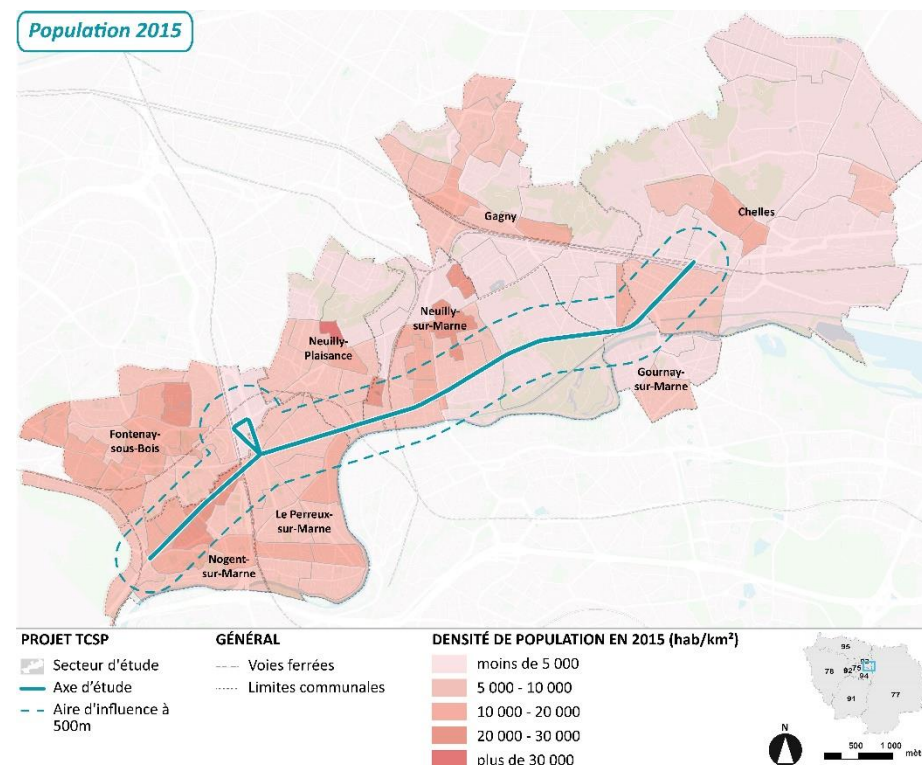 Population 2015
Gagny
Chelles
Neuilly-
sur-Marne
Neuilly-
Plaisance
Gournay-
sur-Marne
Fontenay-
sous-Bois
Le Perreux-
sur-Marne
Nogent-
sur-Marne
PROJET TCSP
Secteur d'étude
Axe d'étude
Aire d'influence à
500m
GÉNÉRAL
Voies ferrées
Limites communales
DENSITÉ DE POPULATION EN 2015 (hab/km²)
moins de 5 000
5 000 - 10 000
10 000 - 20 000
20 000 - 30 000
plus de 30 000
95
93
78
92
75
94
91
77
N
500
1 000
mèt